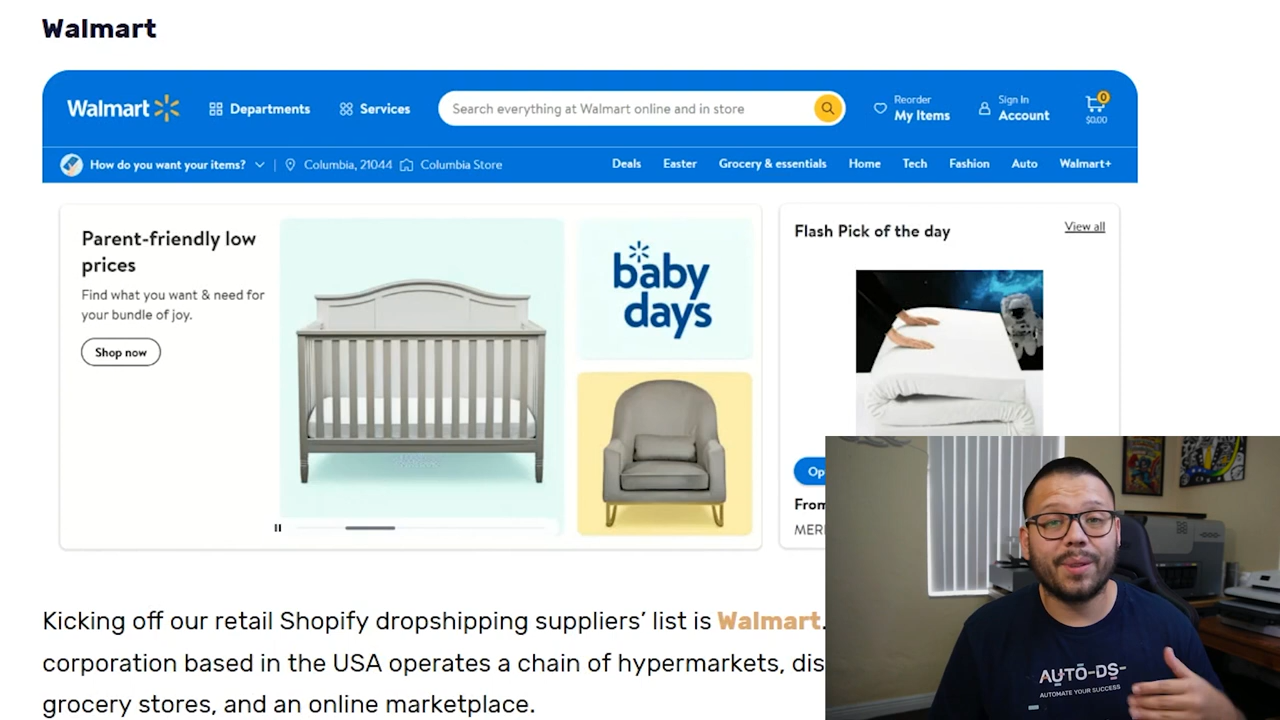 Walmart
Walmart
Departments
Services
Search everything at Walmart online and in store
Reorder
My Items
Sign In
Account
0
$0.00
How do you want your items?
Columbia, 21044
Columbia Store
Deals
Easter
Grocery & essentials
Home
Tech
Fashion
Auto
Walmart+
Parent-friendly low
prices
Find what you want & need for
your bundle of joy.
Shop now
baby
days
Flash Pick of the day
View all
Op
From
MER
Kicking off our retail Shopify dropshipping suppliers’ list is Walmart.
corporation based in the USA operates a chain of hypermarkets, dis
grocery stores, and an online marketplace.
AUTO-DS-
AUTOMATE YOUR SUCCESS